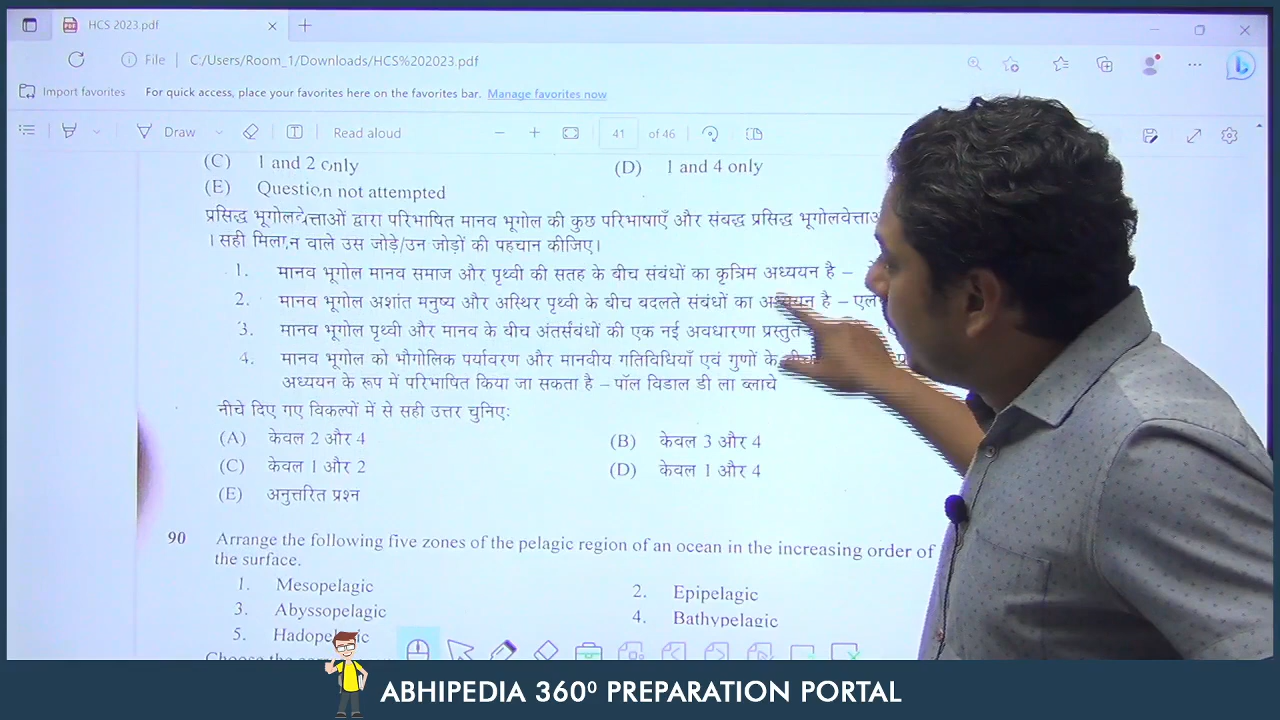 HCS 2023.pdf
File | C:/Users/Room_1/Downloads/HCS%202023.pdf
Import favorites For quick access, place your favorites here on the favorites bar. Manage favorites now
Draw Read aloud 41 of 46
(C) 1 and 2 only (D) 1 and 4 only
(E) Question not attempted
प्रसिद्ध भूगोलवेत्ताओं द्वारा परिभाषित मानव भूगोल की कुछ परिभाषाएँ और संबद्ध प्रसिद्ध भूगोलवेत्ताअ
। सही मिलान वाले उस जोड़े/उन जोड़ों की पहचान कीजिए।
1. मानव भूगोल मानव समाज और पृथ्वी की सतह के बीच संबंधों का कृत्रिम अध्ययन है –
2. मानव भूगोल अशांत मनुष्य और अस्थिर पृथ्वी के बीच बदलते संबंधों का अध्ययन है – एले
3. मानव भूगोल पृथ्वी और मानव के बीच अंतर्संबंधों की एक नई अवधारणा प्रस्तुत
4. मानव भूगोल को भौगोलिक पर्यावरण और मानवीय गतिविधियाँ एवं गुणों के बीच
अध्ययन के रूप में परिभाषित किया जा सकता है – पॉल विडाल डी ला ब्लाचे
नीचे दिए गए विकल्पों में से सही उत्तर चुनिए:
(A) केवल 2 और 4 (B) केवल 3 और 4
(C) केवल 1 और 2 (D) केवल 1 और 4
(E) अनुत्तरित प्रश्न
90 Arrange the following five zones of the pelagic region of an ocean in the increasing order of
the surface.
1. Mesopelagic 2. Epipelagic
3. Abyssopelagic 4. Bathypelagic
5. Hadopelagic
ABHIPEDIA 360⁰ PREPARATION PORTAL